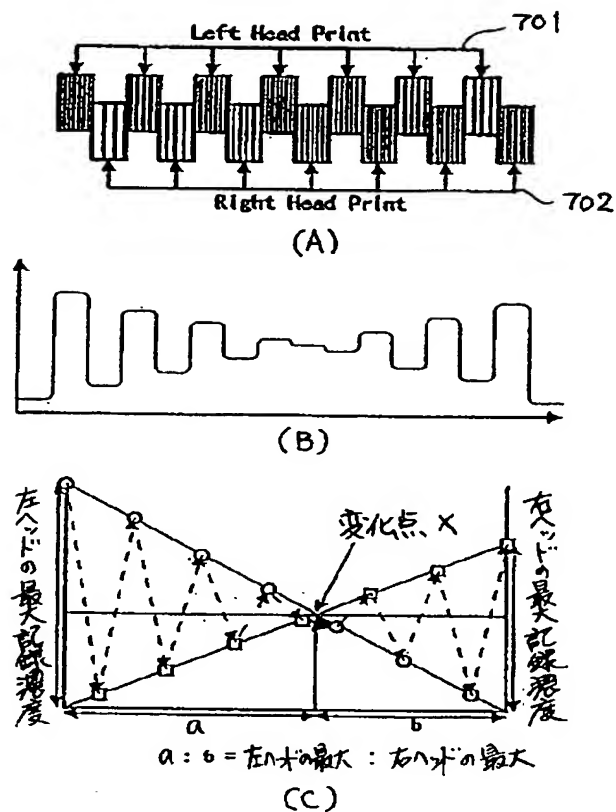 Left Head Print
701
Right Head Print
702
(A)
(B)
左ヘッドの最大記録濃度
変化点 X
右ヘッドの最大記録濃度
a
b
a : b = 左ヘッドの最大 : 右ヘッドの最大
(C)